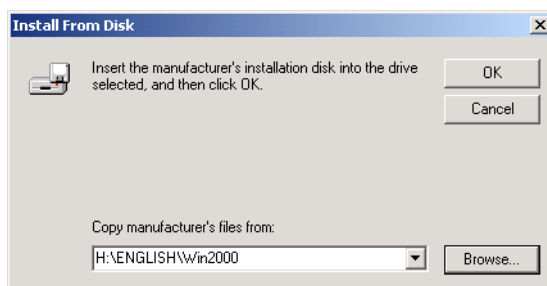 Install From Disk
Insert the manufacturer's installation disk into the drive
selected, and then click OK.
OK
Cancel
Copy manufacturer's files from:
H:\ENGLISH\Win2000
Browse...